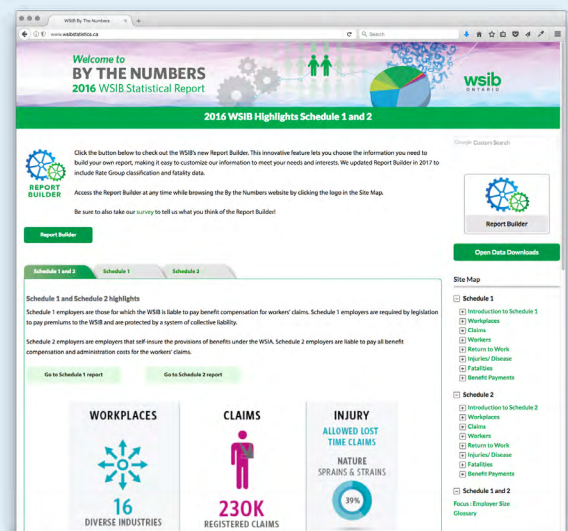 WSIB By The Numbers
www.wsibstatistics.ca
Search
Welcome to
BY THE NUMBERS
2016 WSIB Statistical Report
wsib
ONTARIO
2016 WSIB Highlights Schedule 1 and 2
REPORT
BUILDER
Click the button below to check out the WSIB's new Report Builder. This innovative feature lets you choose the information you need to
build your own report, making it easy to customize our information to meet your needs and interests. We updated Report Builder in 2017 to
include Rate Group classification and fatality data.
Access the Report Builder at any time while browsing the By the Numbers website by clicking the logo in the Site Map.
Be sure to also take our survey to tell us what you think of the Report Builder!
Report Builder
Google Custom Search
Report Builder
Open Data Downloads
Schedule 1 and 2
Schedule 1
Schedule 2
Schedule 1 and Schedule 2 highlights
Schedule 1 employers are those for which the WSIB is liable to pay benefit compensation for workers' claims. Schedule 1 employers are required by legislation
to pay premiums to the WSIB and are protected by a system of collective liability.
Schedule 2 employers are employers that self-insure the provisions of benefits under the WSIA. Schedule 2 employers are liable to pay all benefit
compensation and administration costs for the workers' claims.
Go to Schedule 1 report
Go to Schedule 2 report
WORKPLACES
16
DIVERSE INDUSTRIES
CLAIMS
230K
REGISTERED CLAIMS
INJURY
ALLOWED LOST
TIME CLAIMS
NATURE
SPRAINS & STRAINS
39%
Site Map
Schedule 1
Introduction to Schedule 1
Workplaces
Claims
Workers
Return to Work
Injuries/ Disease
Fatalities
Benefit Payments
Schedule 2
Introduction to Schedule 2
Workplaces
Claims
Workers
Return to Work
Injuries/ Disease
Fatalities
Benefit Payments
Schedule 1 and 2
Focus : Employer Size
Glossary